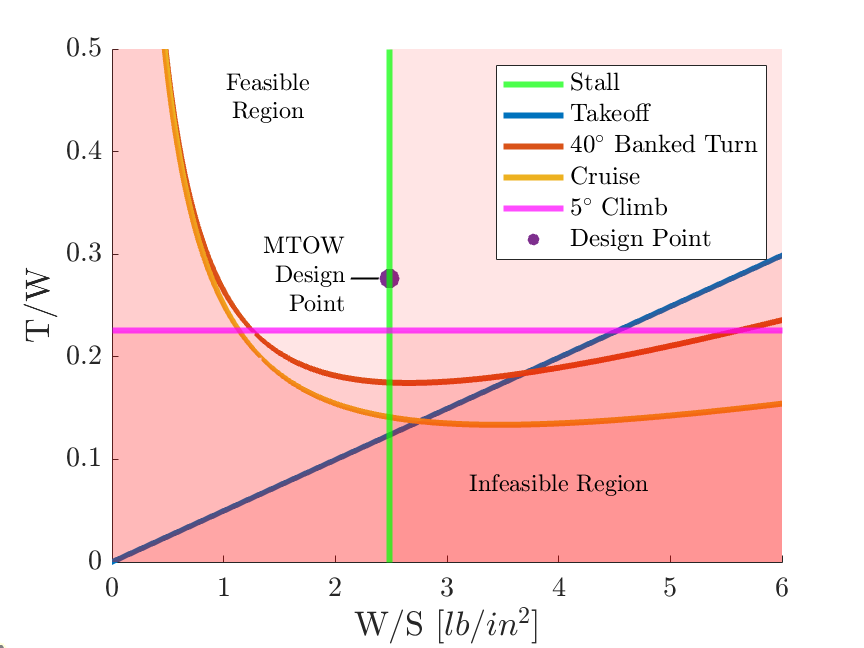 0.5
0.4
0.3
0.2
0.1
0
T/W
Feasible
Region
MTOW
Design
Point
Stall
Takeoff
40° Banked Turn
Cruise
5° Climb
Design Point
Infeasible Region
0 1 2 3 4 5 6
W/S [lb/in²]